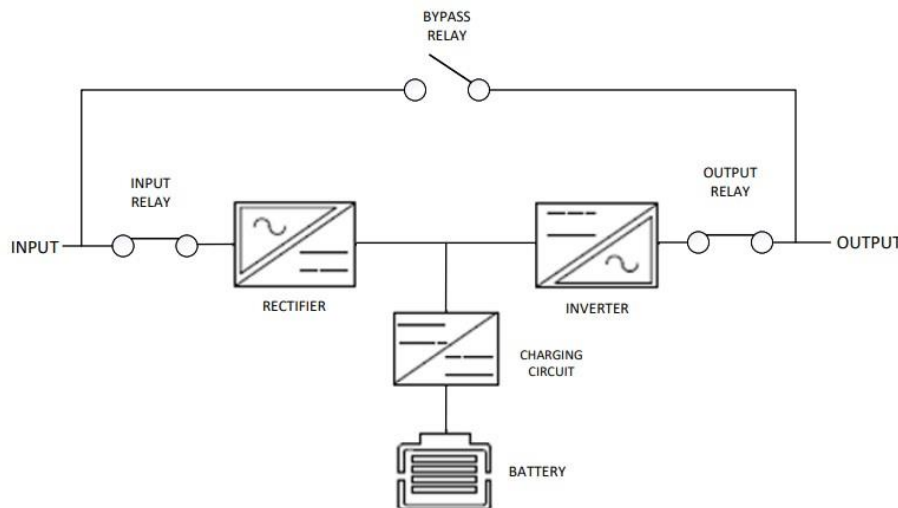 BYPASS
RELAY
INPUT
RELAY
OUTPUT
RELAY
INPUT
OUTPUT
RECTIFIER
INVERTER
CHARGING
CIRCUIT
BATTERY